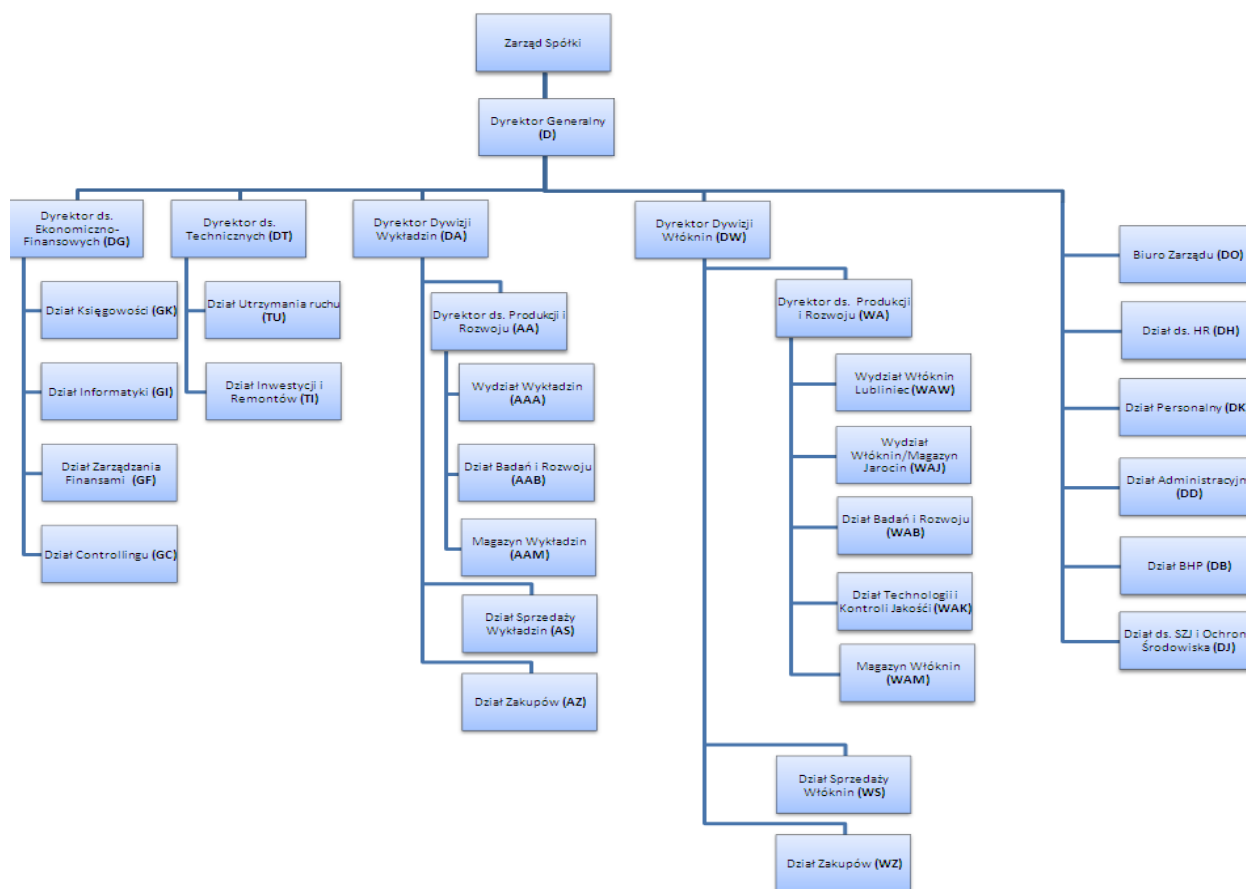 Zarząd Spółki
Dyrektor Generalny
(D)
Dyrektor ds.
Ekonomiczno-
Finansowych (DG)
Dział Księgowości (GK)
Dział Informatyki (GI)
Dział Zarządzania
Finansami (GF)
Dział Controllingu (GC)
Dyrektor ds.
Technicznych (DT)
Dział Utrzymania ruchu
(TU)
Dział Inwestycji i
Remontów (TI)
Dyrektor Dywizji
Wykładzin (DA)
Dyrektor ds. Produkcji i
Rozwoju (AA)
Wydział Wykładzin
(AAA)
Dział Badań i Rozwoju
(AAB)
Magazyn Wykładzin
(AAM)
Dział Sprzedaży
Wykładzin (AS)
Dział Zakupów (AZ)
Dyrektor Dywizji
Włóknin (DW)
Dyrektor ds. Produkcji
i Rozwoju (WA)
Wydział Włóknin
Lubliniec (WAW)
Wydział
Włóknin/Magazyn
Jarocin (WAJ)
Dział Badań i Rozwoju
(WAB)
Dział Technologii i
Kontroli Jakośći (WAK)
Magazyn Włóknin
(WAM)
Dział Sprzedaży
Włóknin (WS)
Dział Zakupów (WZ)
Biuro Zarządu (DO)
Dział ds. HR (DH)
Dział Personalny (DK
Dział Administracyjn
(DD)
Dział BHP (DB)
Dział ds. SZJ i Ochron
Środowiska (DJ)